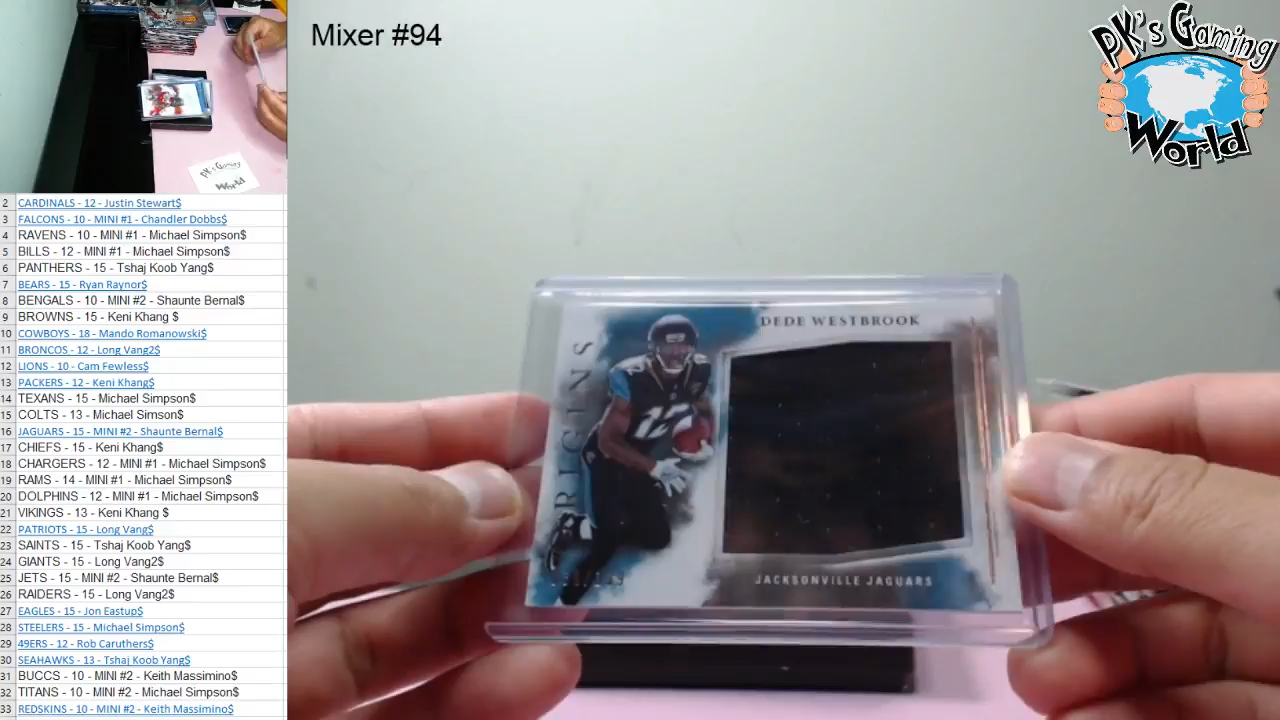 Mixer #94
PK's Gaming
World
PK's Gaming
World
2 CARDINALS - 12 - Justin Stewart$
3 FALCONS - 10 - MINI #1 - Chandler Dobbs$
4 RAVENS - 10 - MINI #1 - Michael Simpson$
5 BILLS - 12 - MINI #1 - Michael Simpson$
6 PANTHERS - 15 - Tshaj Koob Yang$
7 BEARS - 15 - Ryan Raynor$
8 BENGALS - 10 - MINI #2 - Shaunte Bernal$
9 BROWNS - 15 - Keni Khang $
10 COWBOYS - 18 - Mando Romanowski$
11 BRONCOS - 12 - Long Vang2$
12 LIONS - 10 - Cam Fewless$
13 PACKERS - 12 - Keni Khang$
14 TEXANS - 15 - Michael Simpson$
15 COLTS - 13 - Michael Simson$
16 JAGUARS - 15 - MINI #2 - Shaunte Bernal$
17 CHIEFS - 15 - Keni Khang$
18 CHARGERS - 12 - MINI #1 - Michael Simpson$
19 RAMS - 14 - MINI #1 - Michael Simpson$
20 DOLPHINS - 12 - MINI #1 - Michael Simpson$
21 VIKINGS - 13 - Keni Khang $
22 PATRIOTS - 15 - Long Vang$
23 SAINTS - 15 - Tshaj Koob Yang$
24 GIANTS - 15 - Long Vang2$
25 JETS - 15 - MINI #2 - Shaunte Bernal$
26 RAIDERS - 15 - Long Vang2$
27 EAGLES - 15 - Jon Eastup$
28 STEELERS - 15 - Michael Simpson$
29 49ERS - 12 - Rob Caruthers$
30 SEAHAWKS - 13 - Tshaj Koob Yang$
31 BUCCS - 10 - MINI #2 - Keith Massimino$
32 TITANS - 10 - MINI #2 - Michael Simpson$
33 REDSKINS - 10 - MINI #2 - Keith Massimino$
DEDE WESTBROOK
12
JACKSONVILLE JAGUARS